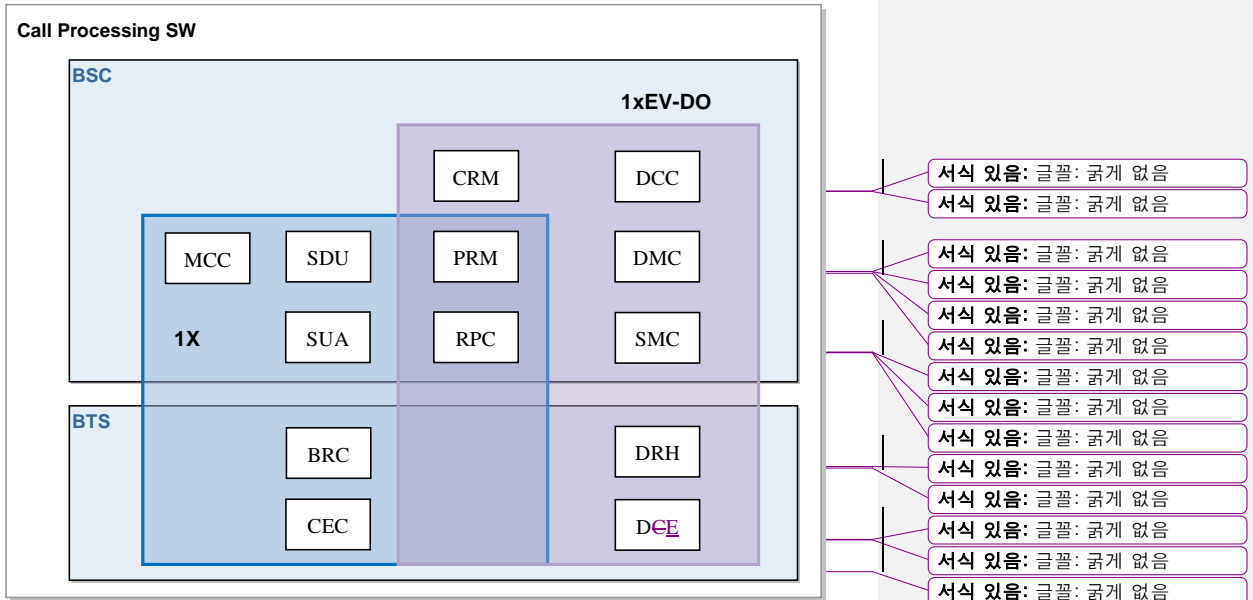 Call Processing SW
BSC
1xEV-DO
CRM DCC
MCC SDU PRM DMC
1X SUA RPC SMC
BTS
BRC DRH
CEC DCE
서식 있음: 글꼴: 굵게 없음
서식 있음: 글꼴: 굵게 없음
서식 있음: 글꼴: 굵게 없음
서식 있음: 글꼴: 굵게 없음
서식 있음: 글꼴: 굵게 없음
서식 있음: 글꼴: 굵게 없음
서식 있음: 글꼴: 굵게 없음
서식 있음: 글꼴: 굵게 없음
서식 있음: 글꼴: 굵게 없음
서식 있음: 글꼴: 굵게 없음
서식 있음: 글꼴: 굵게 없음
서식 있음: 글꼴: 굵게 없음
서식 있음: 글꼴: 굵게 없음
서식 있음: 글꼴: 굵게 없음